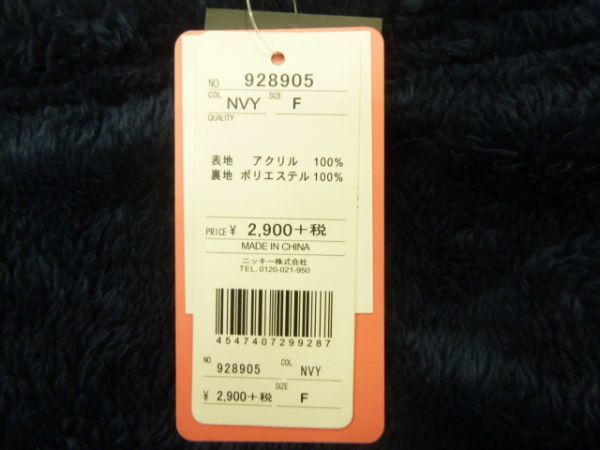 NO. 928905
COL. NVY SIZE F
QUALITY
表地 アクリル 100%
裏地 ポリエステル 100%
PRICE ¥ 2,900+税
MADE IN CHINA
ニッキー株式会社
TEL. 0120-021-950
4547407299287
NO 928905 COL NVY
¥ 2,900+税 SIZE F